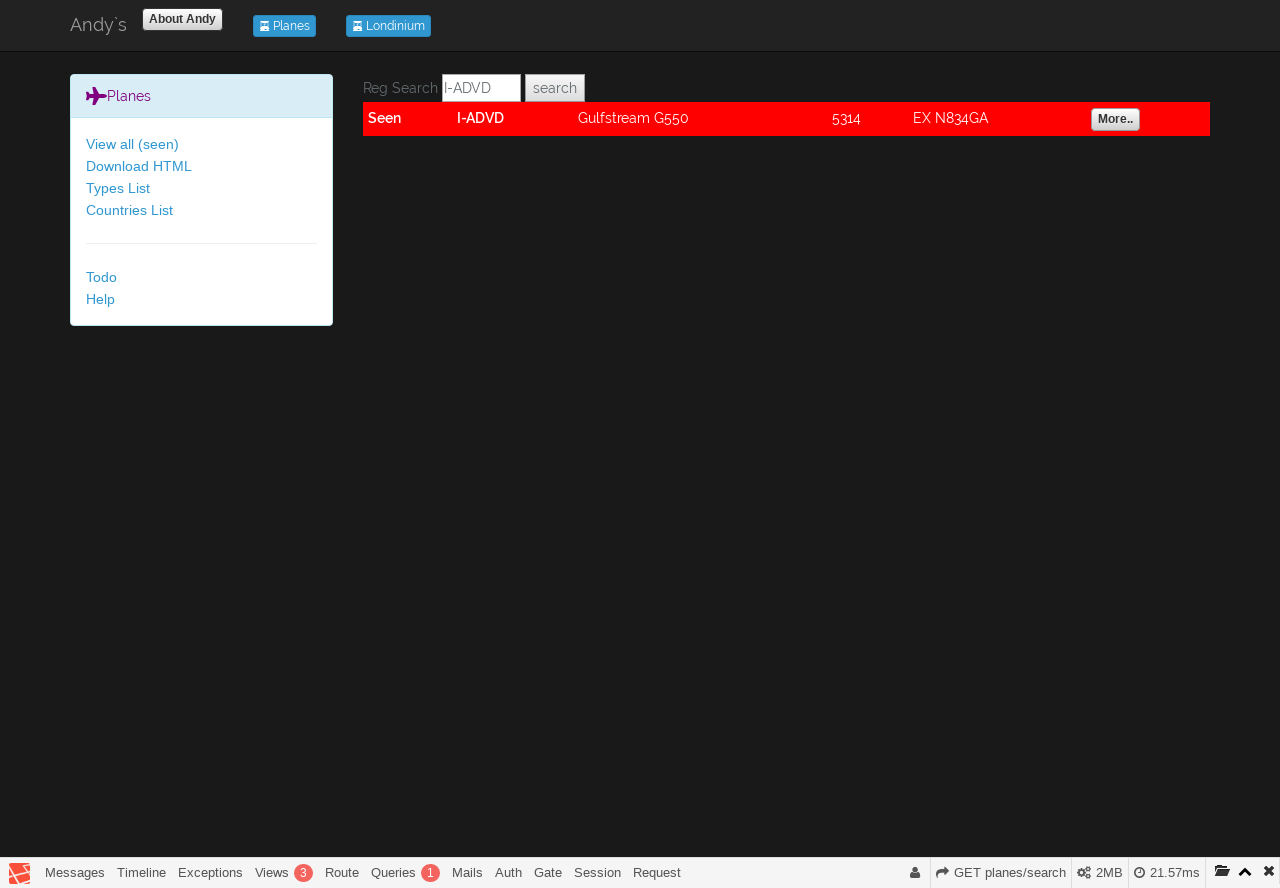 Andy`s About Andy Planes Londinium
Planes
View all (seen)
Download HTML
Types List
Countries List
Todo
Help
Reg Search I-ADVD search
Seen I-ADVD Gulfstream G550 5314 EX N834GA More..
Messages Timeline Exceptions Views 3 Route Queries 1 Mails Auth Gate Session Request GET planes/search 2MB 21.57ms